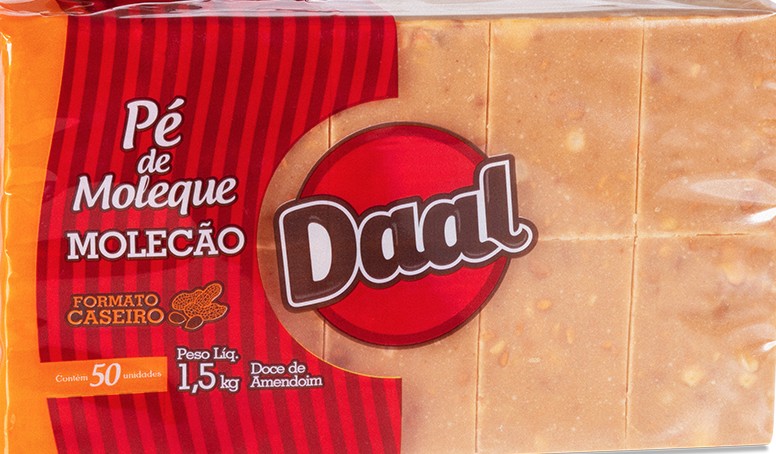 Pé
de
Moleque
MOLECÃO
FORMATO
CASEIRO
Contém 50 unidades
Peso Líq.
1,5 kg
Doce de
Amendoim
Daal